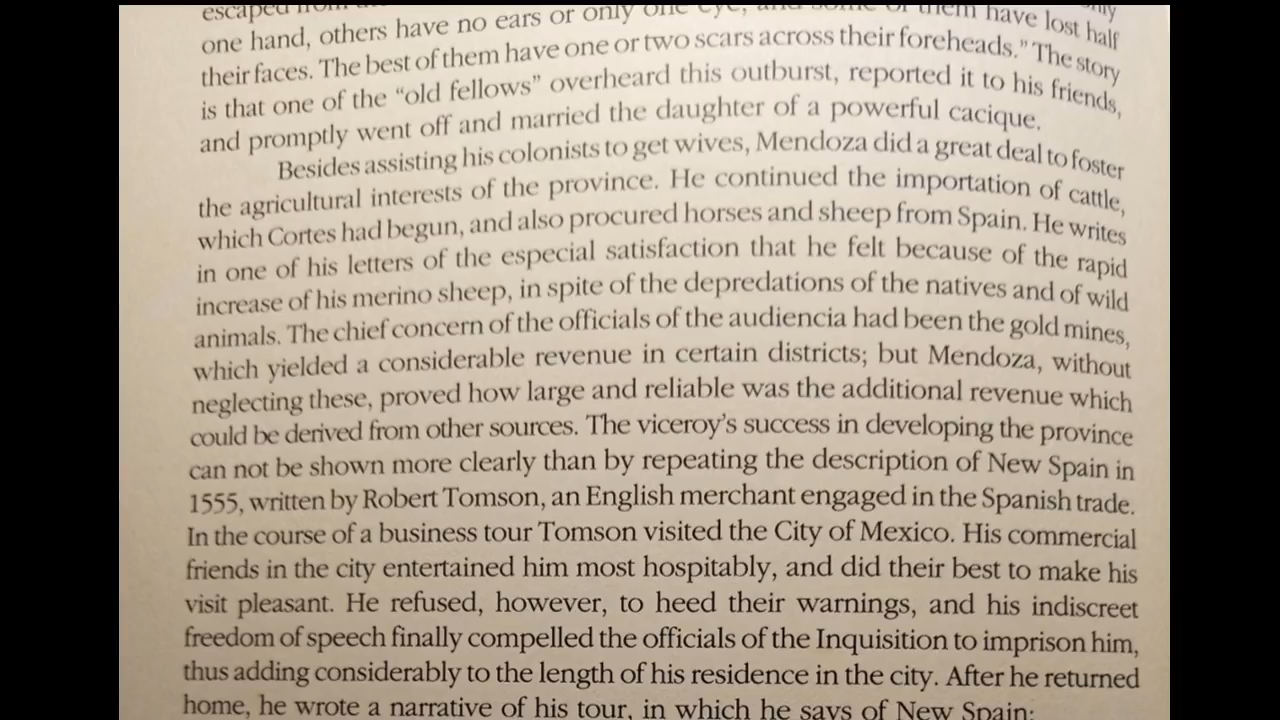 escaped from the
only
one hand, others have no ears or only one eye, and some of them have lost half
their faces. The best of them have one or two scars across their foreheads.” The story
is that one of the “old fellows” overheard this outburst, reported it to his friends,
and promptly went off and married the daughter of a powerful cacique.
Besides assisting his colonists to get wives, Mendoza did a great deal to foster
the agricultural interests of the province. He continued the importation of cattle,
which Cortes had begun, and also procured horses and sheep from Spain. He writes
in one of his letters of the especial satisfaction that he felt because of the rapid
increase of his merino sheep, in spite of the depredations of the natives and of wild
animals. The chief concern of the officials of the audiencia had been the gold mines,
which yielded a considerable revenue in certain districts; but Mendoza, without
neglecting these, proved how large and reliable was the additional revenue which
could be derived from other sources. The viceroy’s success in developing the province
can not be shown more clearly than by repeating the description of New Spain in
1555, written by Robert Tomson, an English merchant engaged in the Spanish trade.
In the course of a business tour Tomson visited the City of Mexico. His commercial
friends in the city entertained him most hospitably, and did their best to make his
visit pleasant. He refused, however, to heed their warnings, and his indiscreet
freedom of speech finally compelled the officials of the Inquisition to imprison him,
thus adding considerably to the length of his residence in the city. After he returned
home, he wrote a narrative of his tour, in which he says of New Spain: